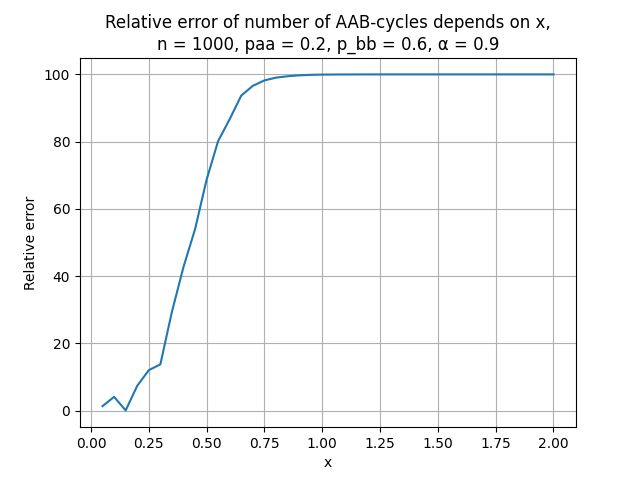 Relative error of number of AAB-cycles depends on x,
n = 1000, paa = 0.2, p_bb = 0.6, α = 0.9
Relative error
100
80
60
40
20
0
0.00 0.25 0.50 0.75 1.00 1.25 1.50 1.75 2.00
x